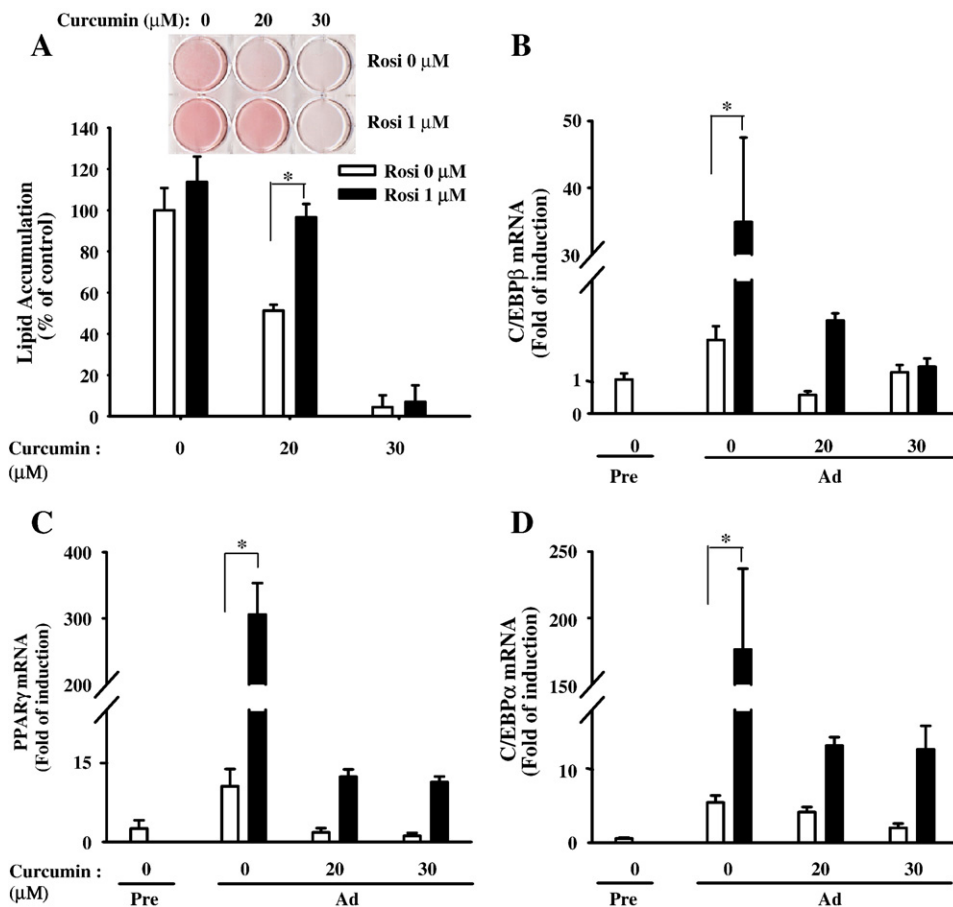 Curcumin (μM): 0 20 30
A
Rosi 0 μM
Rosi 1 μM
Rosi 0 μM
Rosi 1 μM
*
Lipid Accumulation
(% of control)
140
120
100
80
60
40
20
0
Curcumin : 0 20 30
(μM)
B
*
C/EBPβ mRNA
(Fold of induction)
50
40
30
1
0
0 0 20 30
Pre Ad
C
*
PPARγ mRNA
(Fold of induction)
400
300
200
15
0
Curcumin : 0 0 20 30
(μM)
Pre Ad
D
*
C/EBPα mRNA
(Fold of induction)
250
200
150
10
0
0 0 20 30
Pre Ad